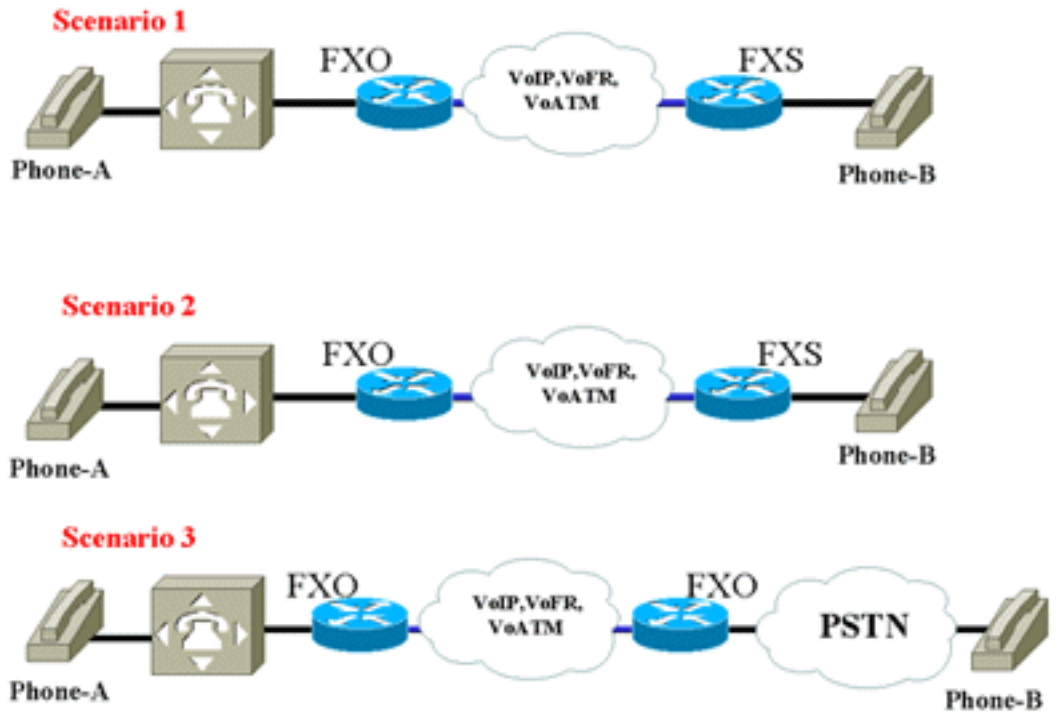 Scenario 1
FXO
VoIP,VoFR,
VoATM
FXS
Phone-A
Phone-B
Scenario 2
FXO
VoIP,VoFR,
VoATM
FXS
Phone-A
Phone-B
Scenario 3
FXO
VoIP,VoFR,
VoATM
FXO
PSTN
Phone-A
Phone-B